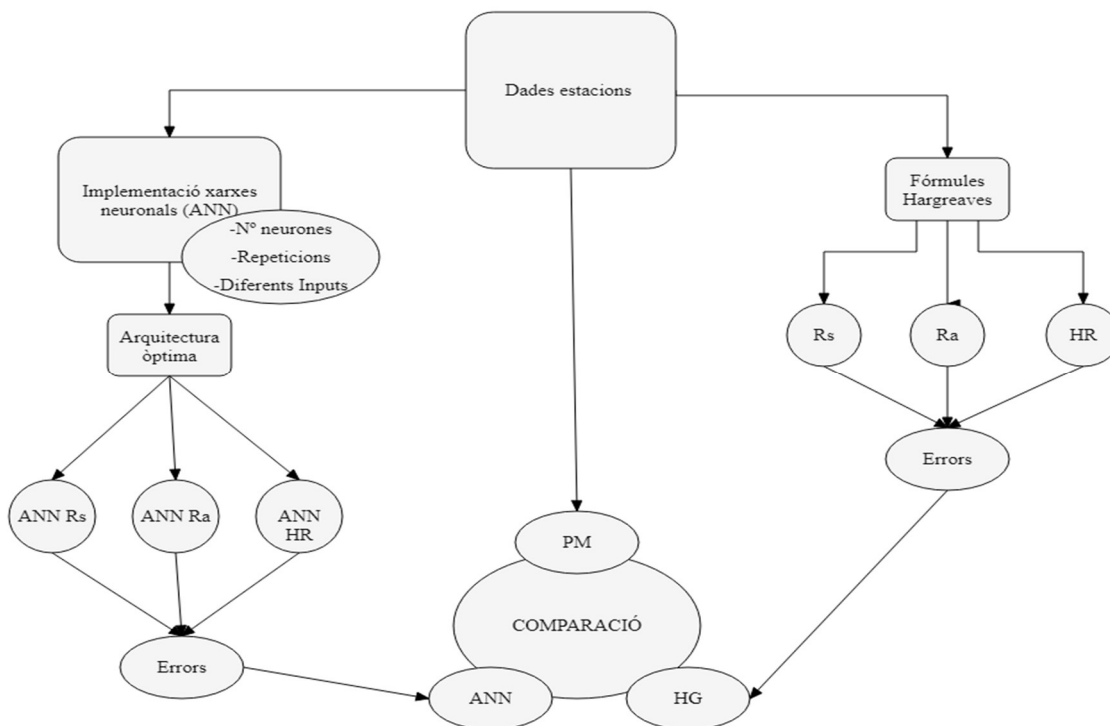 Dades estacions
Implementació xarxes
neuronals (ANN)
-Nº neurones
-Repeticions
-Diferents Inputs
Fórmules
Hargreaves
Arquitectura
òptima
Rs
Ra
HR
Errors
ANN Rs
ANN Ra
ANN
HR
PM
COMPARACIÓ
Errors
ANN
HG